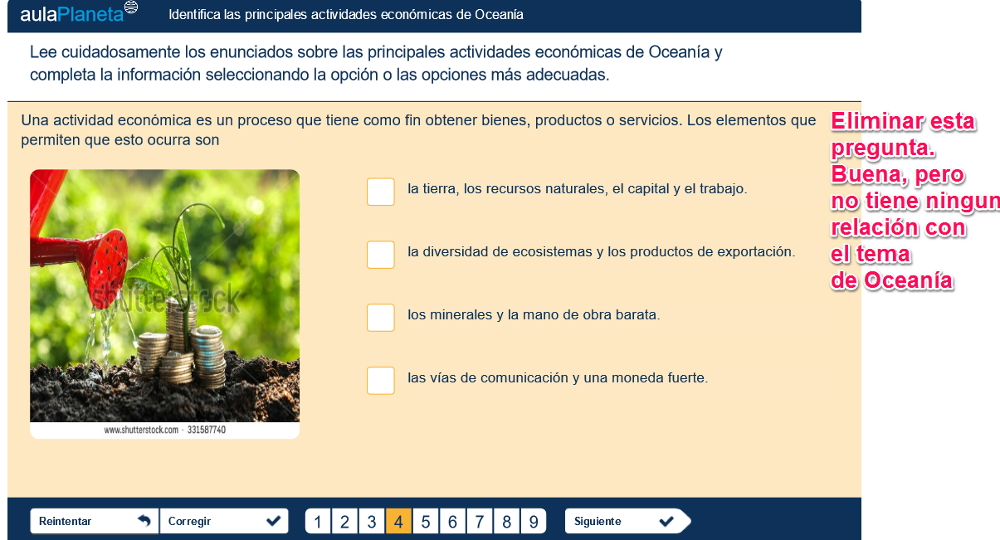 aulaPlaneta Identifica las principales actividades económicas de Oceanía
Lee cuidadosamente los enunciados sobre las principales actividades económicas de Oceanía y
completa la información seleccionando la opción o las opciones más adecuadas.
Una actividad económica es un proceso que tiene como fin obtener bienes, productos o servicios. Los elementos que
permiten que esto ocurra son
la tierra, los recursos naturales, el capital y el trabajo.
la diversidad de ecosistemas y los productos de exportación.
los minerales y la mano de obra barata.
las vías de comunicación y una moneda fuerte.
shutterstock
www.shutterstock.com · 331587740
Eliminar esta
pregunta.
Buena, pero
no tiene ningun
relación con
el tema
de Oceanía
Reintentar Corregir 1 2 3 4 5 6 7 8 9 Siguiente